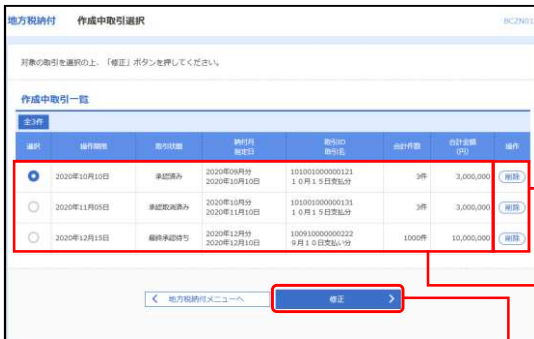 地方税納付 作成中取引選択 BCZN01
対象の取引を選択の上、「修正」ボタンを押してください。
作成中取引一覧
全3件
選択 操作期限 取引状態 納付月 指定日 取引ID 取引名 合計件数 合計金額(円) 操作
2020年10月10日 承認済み 2020年09月分 2020年10月10日 101001000000121 10月15日支払分 3件 3,000,000 削除
2020年11月05日 承認取消済み 2020年10月分 2020年11月10日 101001000000131 10月15日支払分 3件 3,000,000 削除
2020年12月15日 最終承認待ち 2020年12月分 2020年12月10日 100910000000222 9月10日支払い分 1000件 10,000,000 削除
地方税納付メニューへ 修正